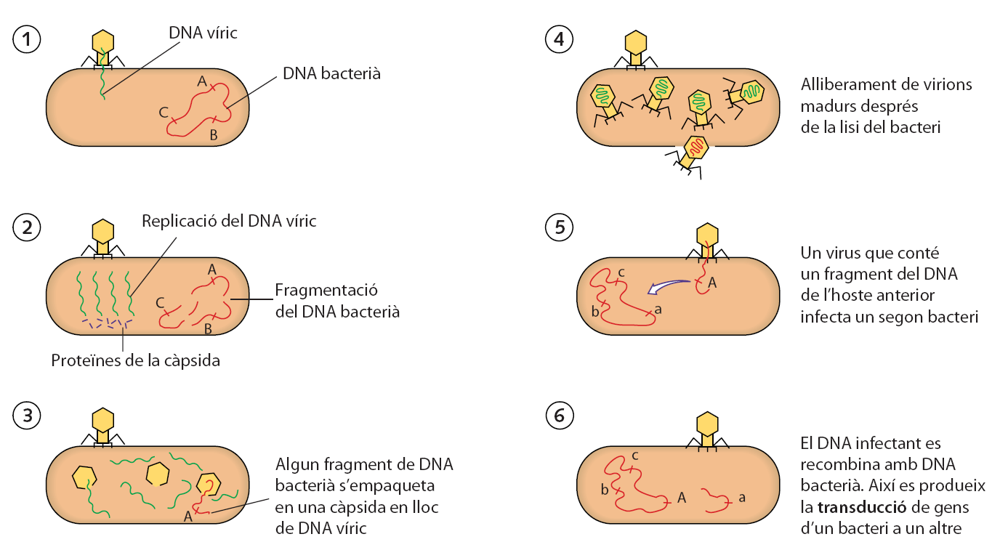 1
DNA víric
DNA bacterià
A
C
B
2
Replicació del DNA víric
A
C
B
Fragmentació
del DNA bacterià
Proteïnes de la càpsida
3
A
Algun fragment de DNA
bacterià s’empaqueta
en una càpsida en lloc
de DNA víric
4
Alliberament de virions
madurs després
de la lisi del bacteri
5
c
b
a
A
Un virus que conté
un fragment del DNA
de l’hoste anterior
infecta un segon bacteri
6
c
b
A
a
El DNA infectant es
recombina amb DNA
bacterià. Així es produeix
la transducció de gens
d’un bacteri a un altre